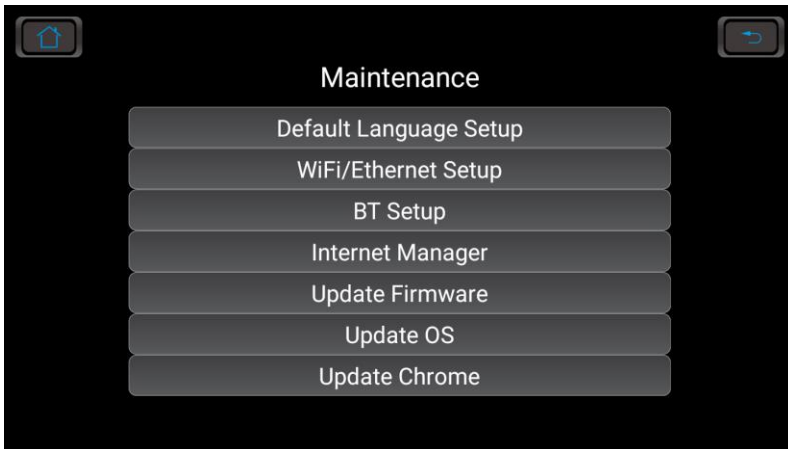 Maintenance
Default Language Setup
WiFi/Ethernet Setup
BT Setup
Internet Manager
Update Firmware
Update OS
Update Chrome